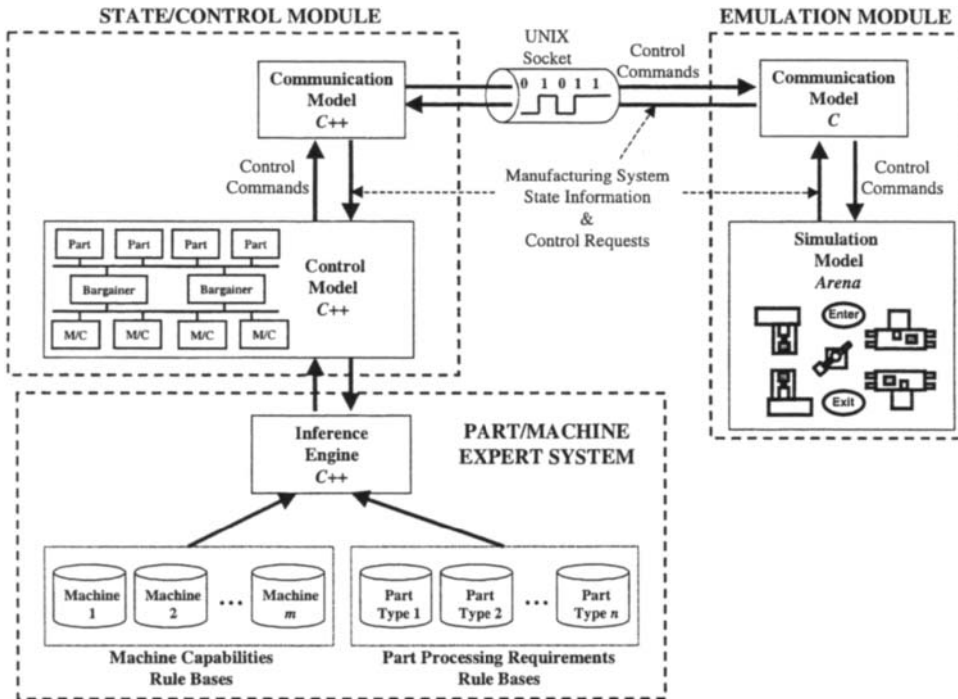 STATE/CONTROL MODULE
EMULATION MODULE
UNIX
Socket
Communication
Model
C++
0 1 0 1 1
Control
Commands
Communication
Model
C
Control
Commands
Manufacturing System
State Information
&
Control Requests
Control
Commands
Part Part Part Part
Bargainer Bargainer
M/C M/C M/C M/C
Control
Model
C++
Simulation
Model
Arena
Enter
Exit
Inference
Engine
C++
PART/MACHINE
EXPERT SYSTEM
Machine
1
Machine
2
...
Machine
m
Part
Type 1
Part
Type 2
...
Part
Type n
Machine Capabilities
Rule Bases
Part Processing Requirements
Rule Bases